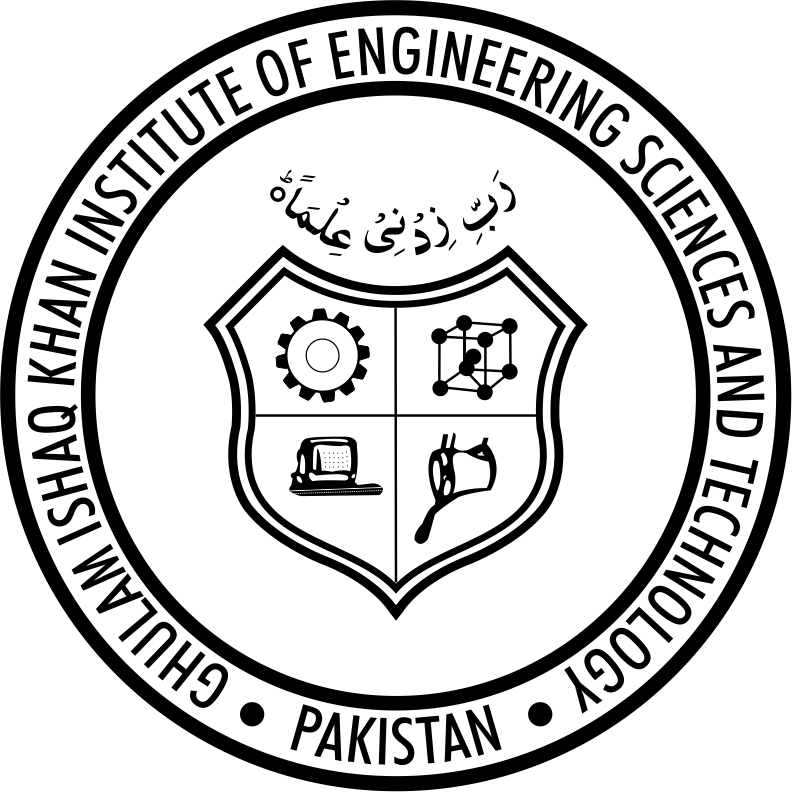 GHULAM ISHAQ KHAN INSTITUTE OF ENGINEERING SCIENCES AND TECHNOLOGY
رَبِّ زِدْنِیْ عِلْمًاؕ○
• PAKISTAN •